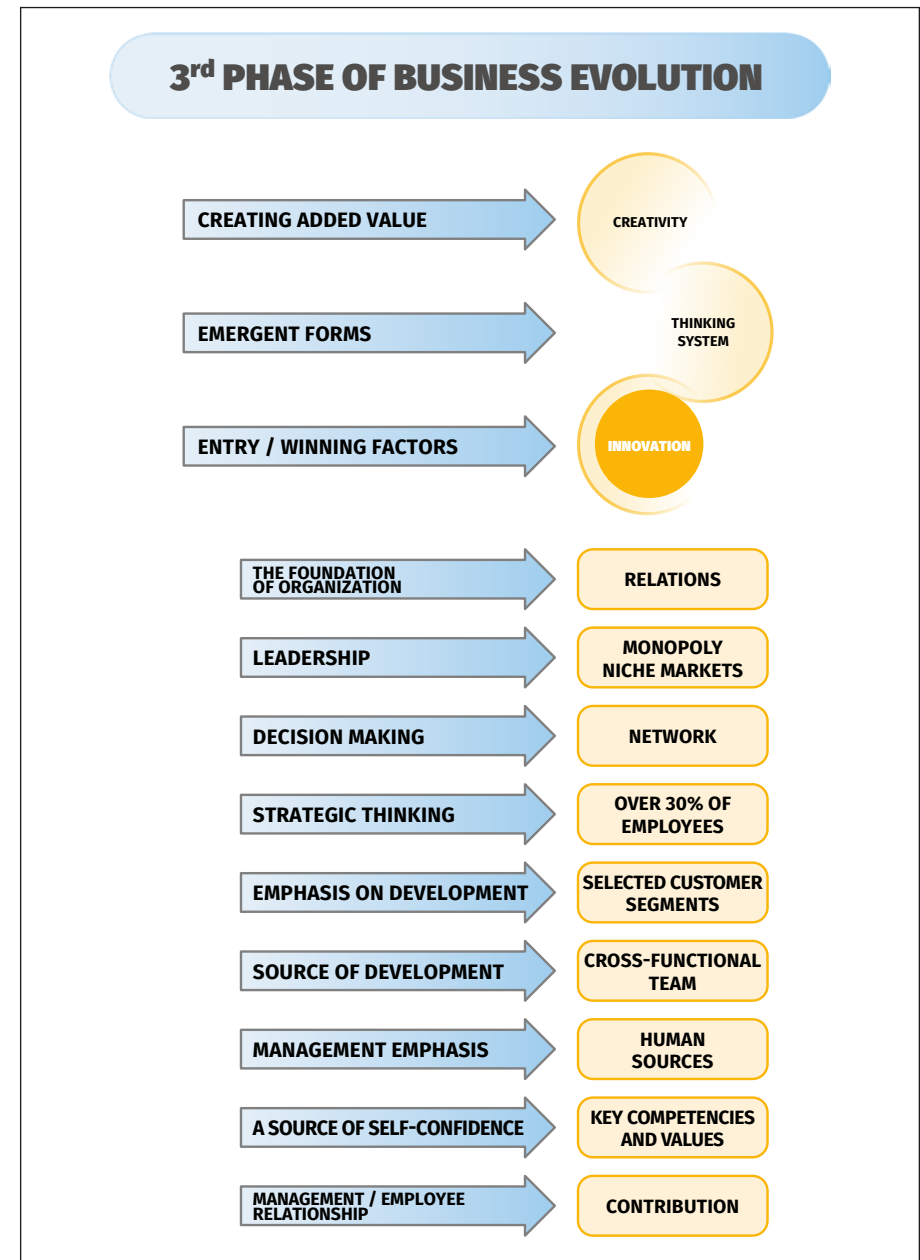 3rd PHASE OF BUSINESS EVOLUTION
CREATING ADDED VALUE
CREATIVITY
EMERGENT FORMS
THINKING
SYSTEM
ENTRY / WINNING FACTORS
INNOVATION
THE FOUNDATION
OF ORGANIZATION
RELATIONS
LEADERSHIP
MONOPOLY
NICHE MARKETS
DECISION MAKING
NETWORK
STRATEGIC THINKING
OVER 30% OF
EMPLOYEES
EMPHASIS ON DEVELOPMENT
SELECTED CUSTOMER
SEGMENTS
SOURCE OF DEVELOPMENT
CROSS-FUNCTIONAL
TEAM
MANAGEMENT EMPHASIS
HUMAN
SOURCES
A SOURCE OF SELF-CONFIDENCE
KEY COMPETENCIES
AND VALUES
MANAGEMENT / EMPLOYEE
RELATIONSHIP
CONTRIBUTION